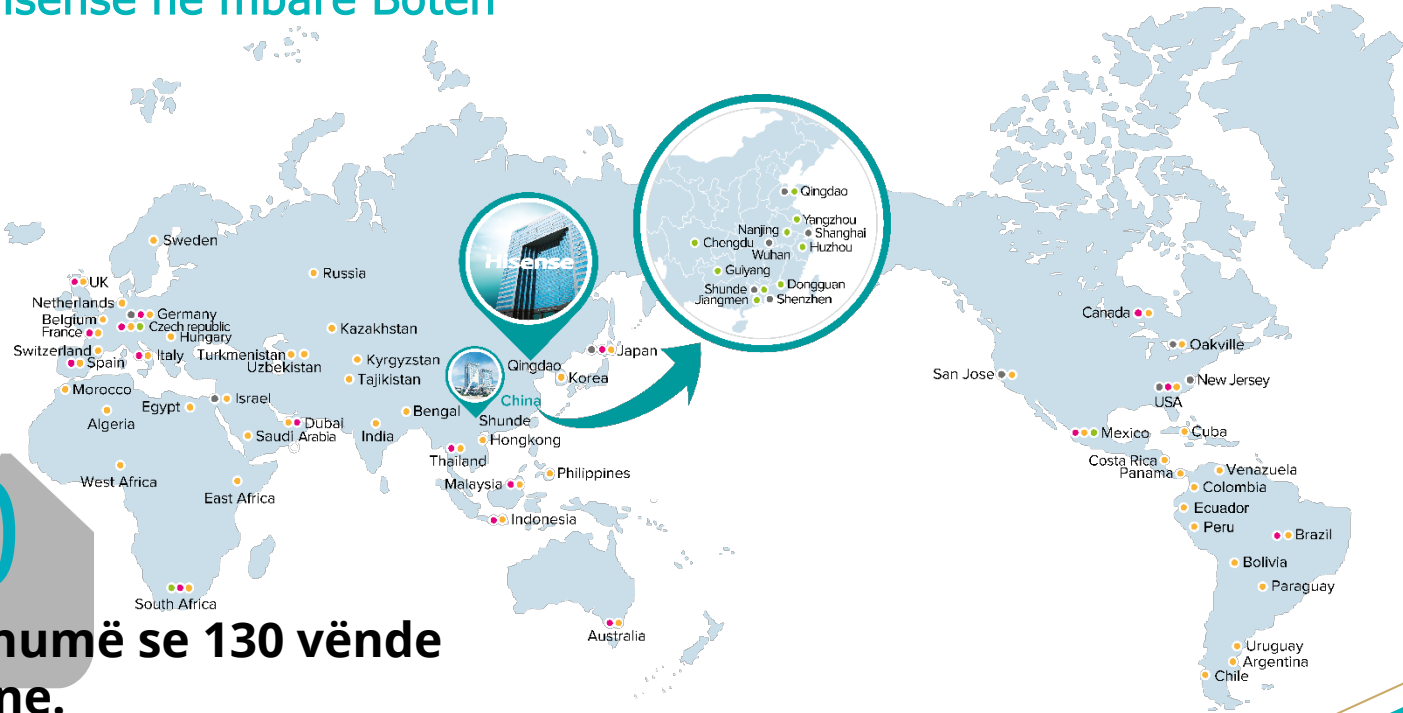 isense në mbarë Botën
Qingdao
Yangzhou
Nanjing
Shanghai
Chengdu
Wuhan
Huzhou
Guiyang
Shunde
Dongguan
Jiangmen
Shenzhen
Hisense
Sweden
Russia
UK
Netherlands
Germany
Belgium
Czech republic
France
Hungary
Kazakhstan
Switzerland
Italy
Spain
Turkmenistan
Uzbekistan
Kyrgyzstan
Tajikistan
Qingdao
Japan
Korea
China
Shunde
Morocco
Algeria
Egypt
Israel
Dubai
Saudi Arabia
India
Bengal
Hongkong
Thailand
Philippines
Malaysia
West Africa
East Africa
Indonesia
South Africa
Australia
Canada
Oakville
San Jose
New Jersey
USA
Mexico
Cuba
Costa Rica
Panama
Venazuela
Colombia
Ecuador
Peru
Brazil
Bolivia
Paraguay
Uruguay
Argentina
Chile
humë se 130 vënde
ne.